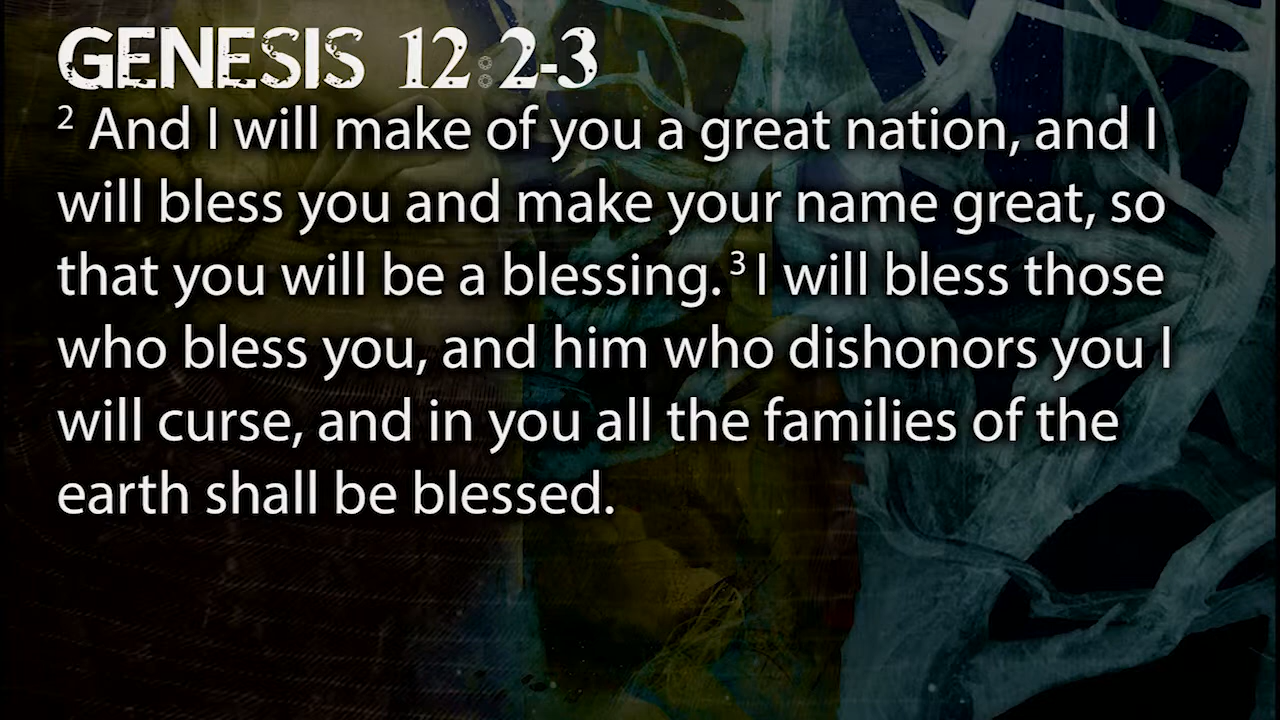 GENESIS 12:2-3
2 And I will make of you a great nation, and I
will bless you and make your name great, so
that you will be a blessing. 3 I will bless those
who bless you, and him who dishonors you I
will curse, and in you all the families of the
earth shall be blessed.